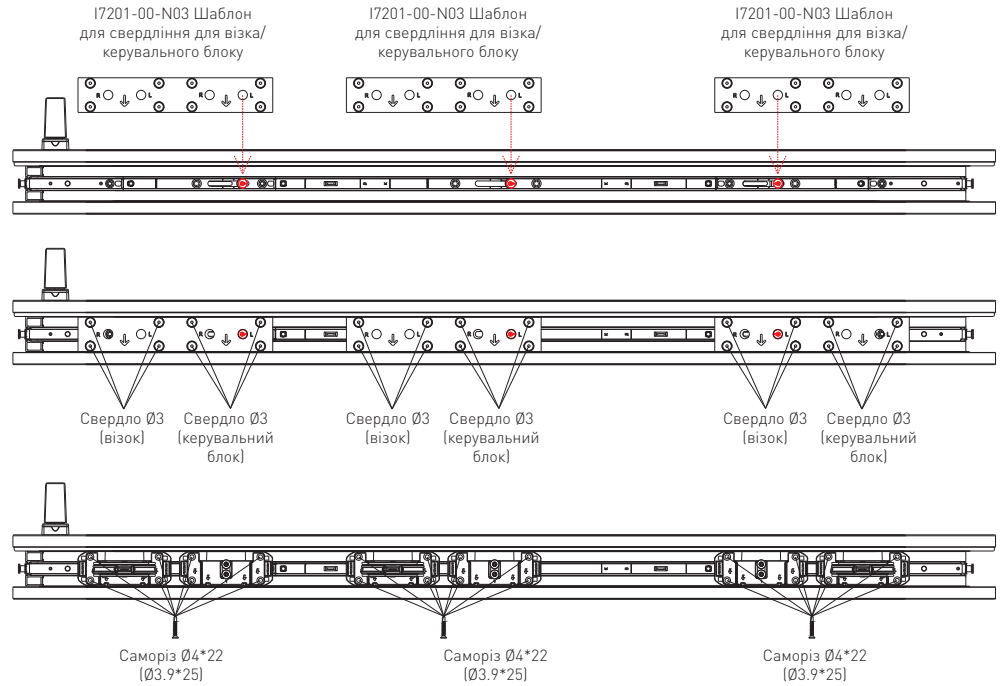 I7201-00-N03 Шаблон
для свердління для візка/
керувального блоку
I7201-00-N03 Шаблон
для свердління для візка/
керувального блоку
I7201-00-N03 Шаблон
для свердління для візка/
керувального блоку
R L R L
R L R L
R L R L
R L R L
R L R L
R L R L
Свердло Ø3
(візок)
Свердло Ø3
(керувальний
блок)
Свердло Ø3
(візок)
Свердло Ø3
(керувальний
блок)
Свердло Ø3
(візок)
Свердло Ø3
(керувальний
блок)
Саморіз Ø4*22
(Ø3.9*25)
Саморіз Ø4*22
(Ø3.9*25)
Саморіз Ø4*22
(Ø3.9*25)